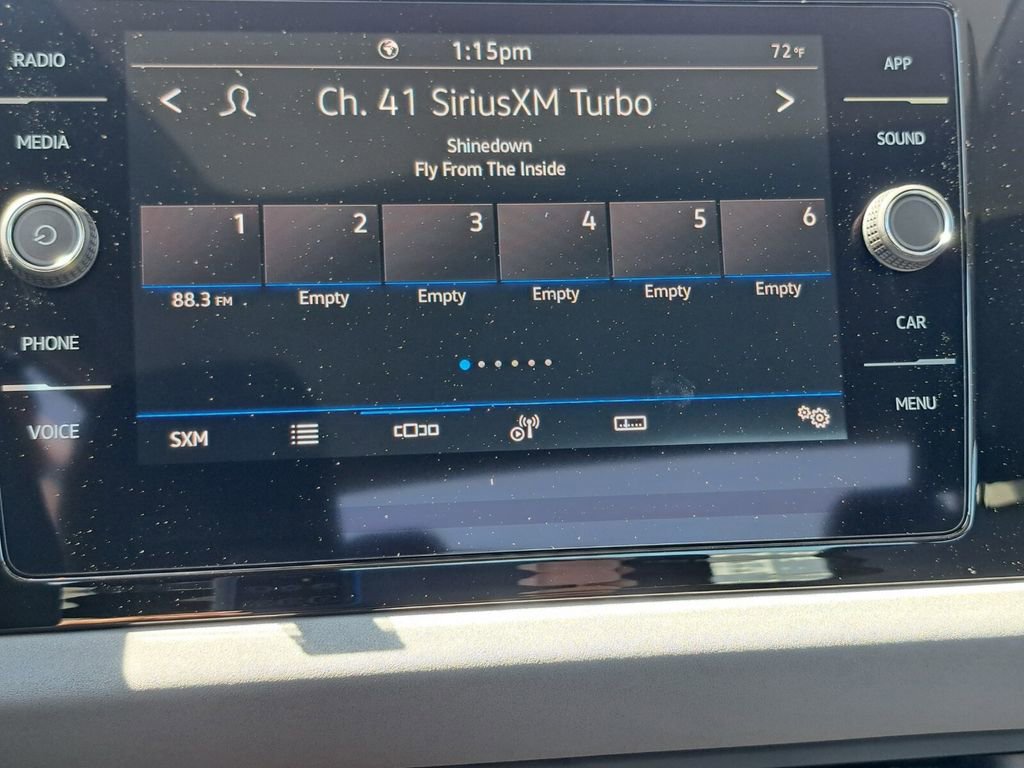 RADIO
MEDIA
PHONE
VOICE
1:15pm
72°F
< Ch. 41 SiriusXM Turbo >
Shinedown
Fly From The Inside
1 2 3 4 5 6
88.3 FM Empty Empty Empty Empty Empty
SXM
APP
SOUND
CAR
MENU